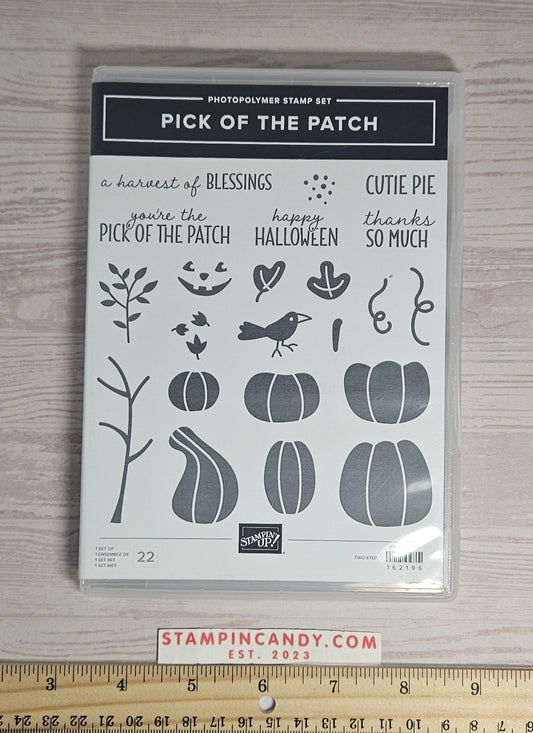 PHOTOPOLYMER STAMP SET
PICK OF THE PATCH
a harvest of BLESSINGS
CUTIE PIE
you're the
PICK OF THE PATCH
happy
HALLOWEEN
thanks
SO MUCH
1 SET OF
1 ENSEMBLE DE
1 SET MIT
1 SET MET
22
STAMPIN' UP!
TWO-STEP
162196
STAMPINCANDY.COM
EST. 2023
3 4 5 6 7 8 9